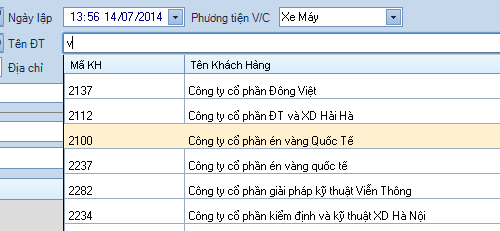 Ngày lập 13:56 14/07/2014 Phương tiện V/C Xe Máy
Tên ĐT v
Địa chỉ
Mã KH Tên Khách Hàng
2137 Công ty cổ phần Đông Việt
2112 Công ty cổ phần ĐT và XD Hải Hà
2100 Công ty cổ phần én vàng Quốc Tế
2237 Công ty cổ phần én vàng quốc tế
2282 Công ty cổ phần giải pháp kỹ thuật Viễn Thông
2234 Công ty cổ phần kiểm định và kỹ thuật XD Hà Nội